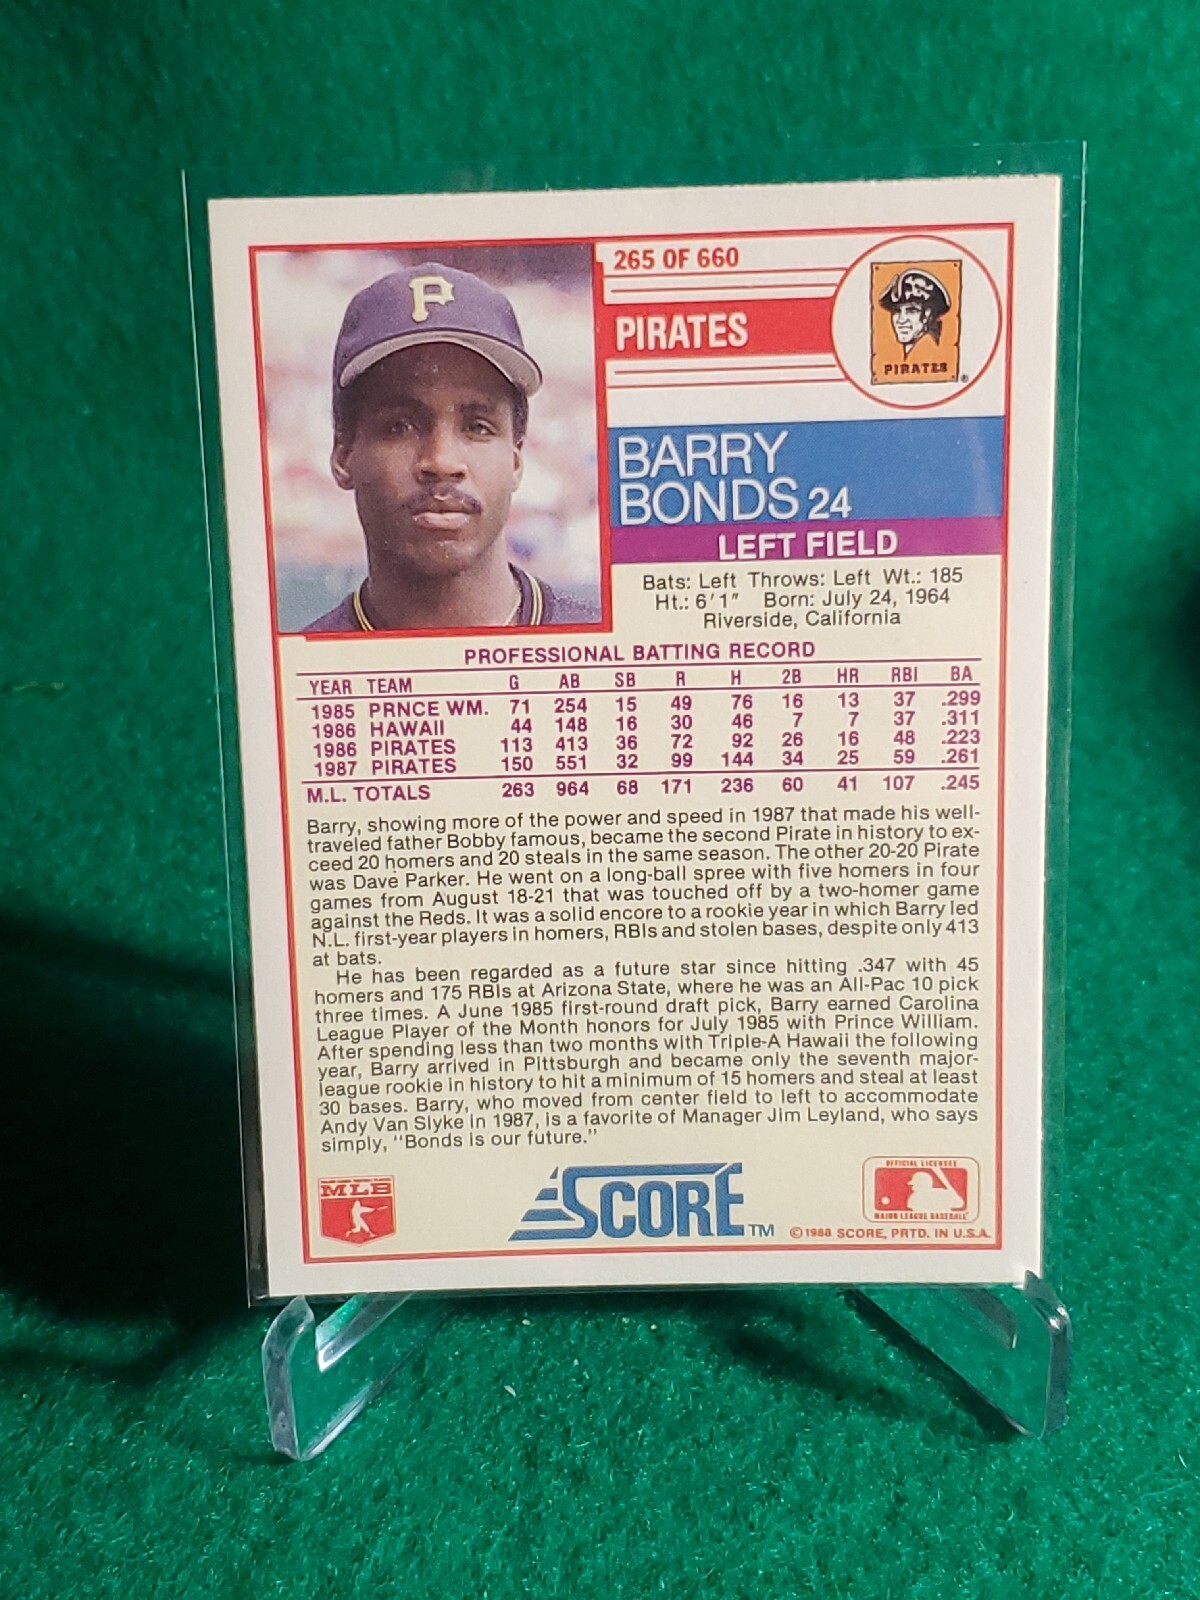 265 OF 660
P
PIRATES
PIRATES
BARRY
BONDS 24
LEFT FIELD
Bats: Left Throws: Left Wt.: 185
Ht.: 6'1" Born: July 24, 1964
Riverside, California
PROFESSIONAL BATTING RECORD
YEAR TEAM G AB SB R H 2B HR RBI BA
1985 PRNCE WM. 71 254 15 49 76 16 13 37 .299
1986 HAWAII 44 148 16 30 46 7 7 37 .311
1986 PIRATES 113 413 36 72 92 26 16 48 .223
1987 PIRATES 150 551 32 99 144 34 25 59 .261
M.L. TOTALS 263 964 68 171 236 60 41 107 .245
Barry, showing more of the power and speed in 1987 that made his well-
traveled father Bobby famous, became the second Pirate in history to ex-
ceed 20 homers and 20 steals in the same season. The other 20-20 Pirate
was Dave Parker. He went on a long-ball spree with five homers in four
games from August 18-21 that was touched off by a two-homer game
against the Reds. It was a solid encore to a rookie year in which Barry led
N.L. first-year players in homers, RBIs and stolen bases, despite only 413
at bats.
He has been regarded as a future star since hitting .347 with 45
homers and 175 RBIs at Arizona State, where he was an All-Pac 10 pick
three times. A June 1985 first-round draft pick, Barry earned Carolina
League Player of the Month honors for July 1985 with Prince William.
After spending less than two months with Triple-A Hawaii the following
year, Barry arrived in Pittsburgh and became only the seventh major-
league rookie in history to hit a minimum of 15 homers and steal at least
30 bases. Barry, who moved from center field to left to accommodate
Andy Van Slyke in 1987, is a favorite of Manager Jim Leyland, who says
simply, "Bonds is our future."
MLB
SCORE TM
OFFICIAL LICENSEE
MAJOR LEAGUE BASEBALL
©1988 SCORE, PRTD. IN U.S.A.